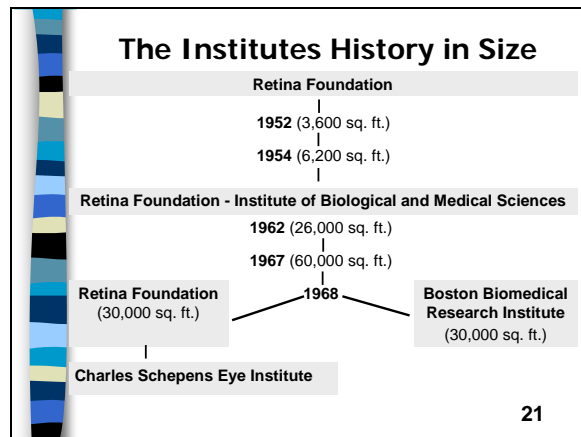 The Institutes History in Size
Retina Foundation
1952 (3,600 sq. ft.)
1954 (6,200 sq. ft.)
Retina Foundation - Institute of Biological and Medical Sciences
1962 (26,000 sq. ft.)
1967 (60,000 sq. ft.)
1968
Retina Foundation
(30,000 sq. ft.)
Boston Biomedical
Research Institute
(30,000 sq. ft.)
Charles Schepens Eye Institute
21